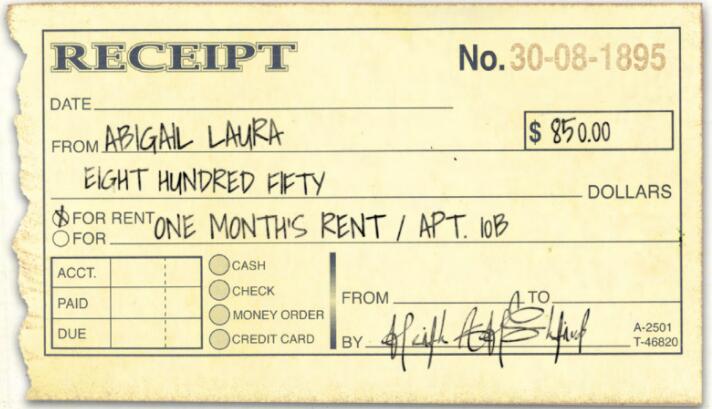 RECEIPT No. 30-08-1895
DATE
FROM ABIGAIL LAURA $ 850.00
EIGHT HUNDRED FIFTY DOLLARS
FOR RENT
FOR ONE MONTH'S RENT / APT. 10B
ACCT.
PAID
DUE
CASH
CHECK
MONEY ORDER
CREDIT CARD
FROM TO
BY
A-2501
T-46820